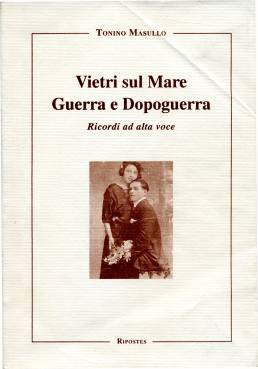 Tonino Masullo
Vietri sul Mare
Guerra e Dopoguerra
Ricordi ad alta voce
Ripostes